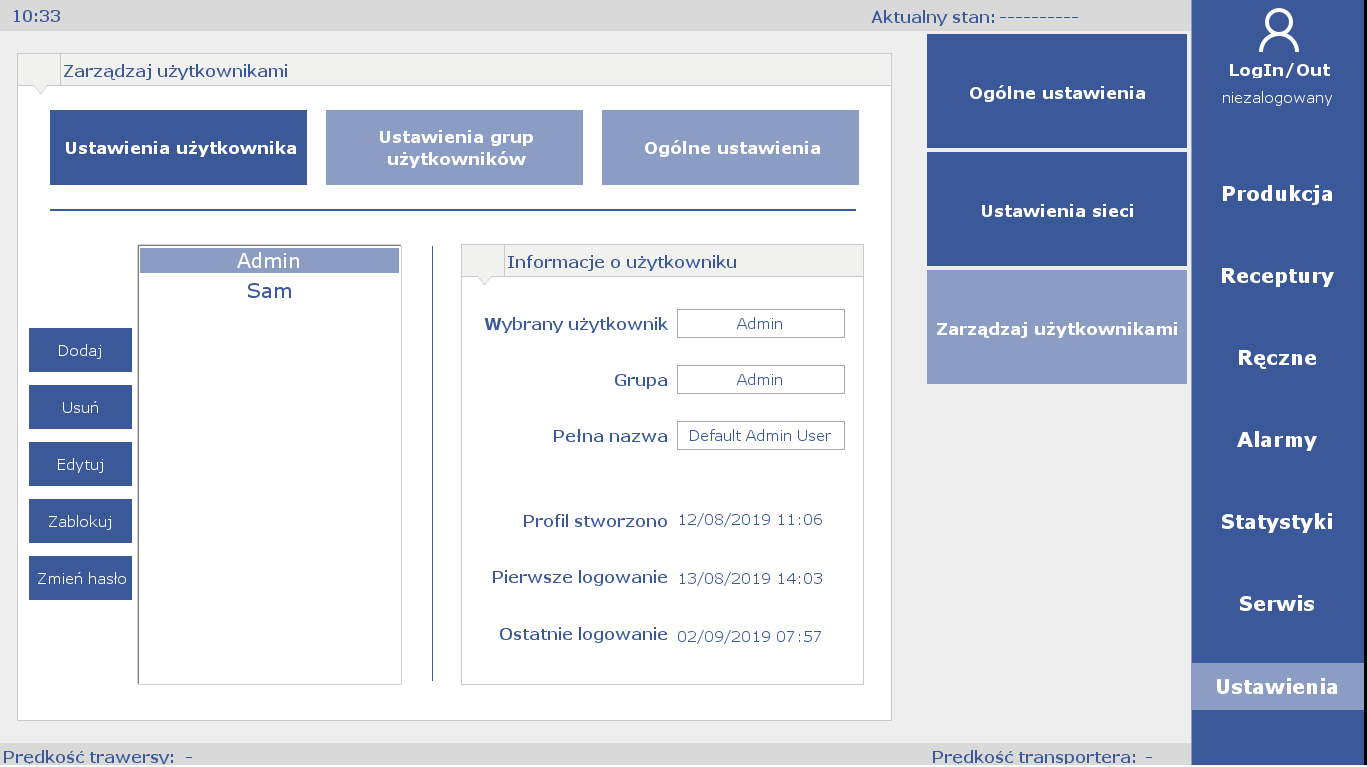 10:33
Aktualny stan: ----------
Zarządzaj użytkownikami
Ustawienia użytkownika
Ustawienia grup
użytkowników
Ogólne ustawienia
Admin
Sam
Dodaj
Usuń
Edytuj
Zablokuj
Zmień hasło
Informacje o użytkowniku
Wybrany użytkownik Admin
Grupa Admin
Pełna nazwa Default Admin User
Profil stworzono 12/08/2019 11:06
Pierwsze logowanie 13/08/2019 14:03
Ostatnie logowanie 02/09/2019 07:57
Ogólne ustawienia
Ustawienia sieci
Zarządzaj użytkownikami
LogIn/Out
niezalogowany
Produkcja
Receptury
Ręczne
Alarmy
Statystyki
Serwis
Ustawienia
Prędkość trawersy: -
Prędkość transportera: -